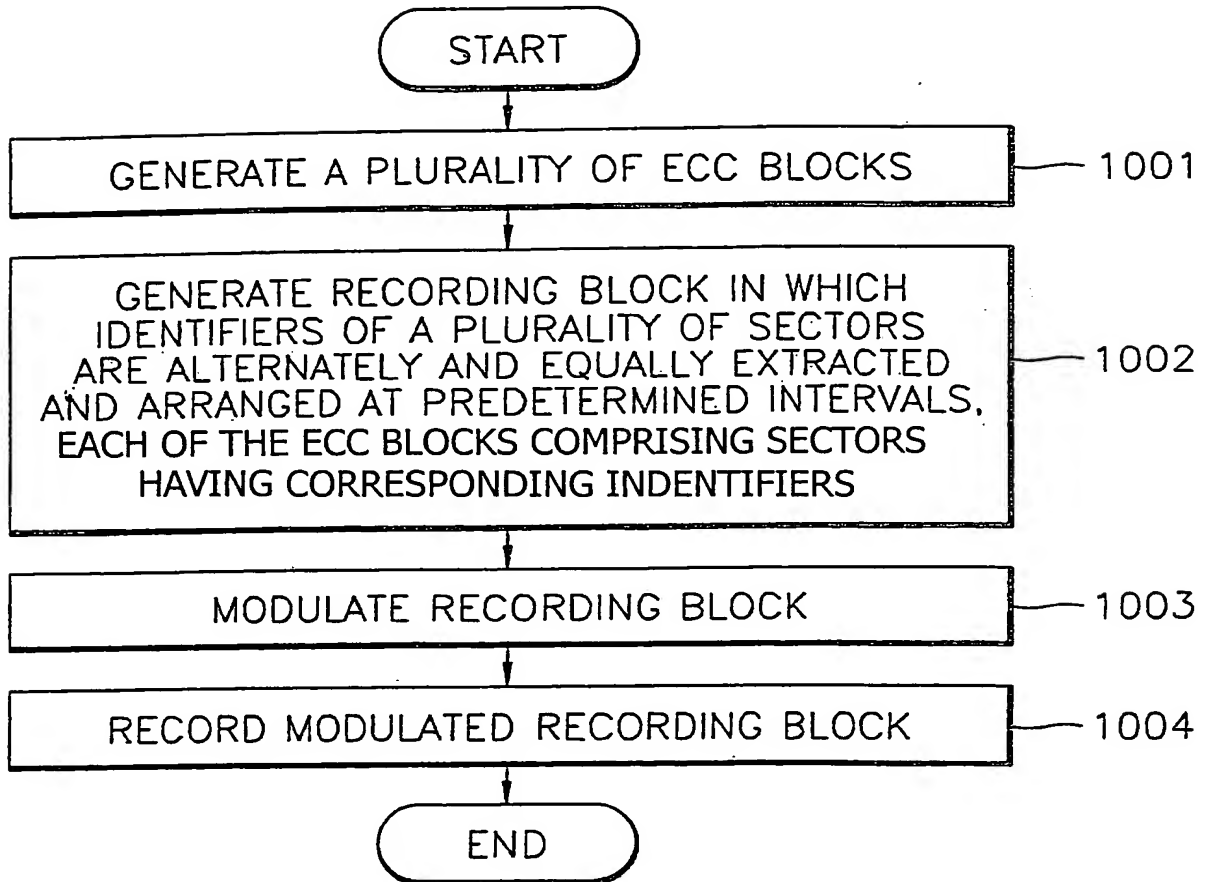 START
GENERATE A PLURALITY OF ECC BLOCKS
1001
GENERATE RECORDING BLOCK IN WHICH
IDENTIFIERS OF A PLURALITY OF SECTORS
ARE ALTERNATELY AND EQUALLY EXTRACTED
AND ARRANGED AT PREDETERMINED INTERVALS,
EACH OF THE ECC BLOCKS COMPRISING SECTORS
HAVING CORRESPONDING INDENTIFIERS
1002
MODULATE RECORDING BLOCK
1003
RECORD MODULATED RECORDING BLOCK
1004
END